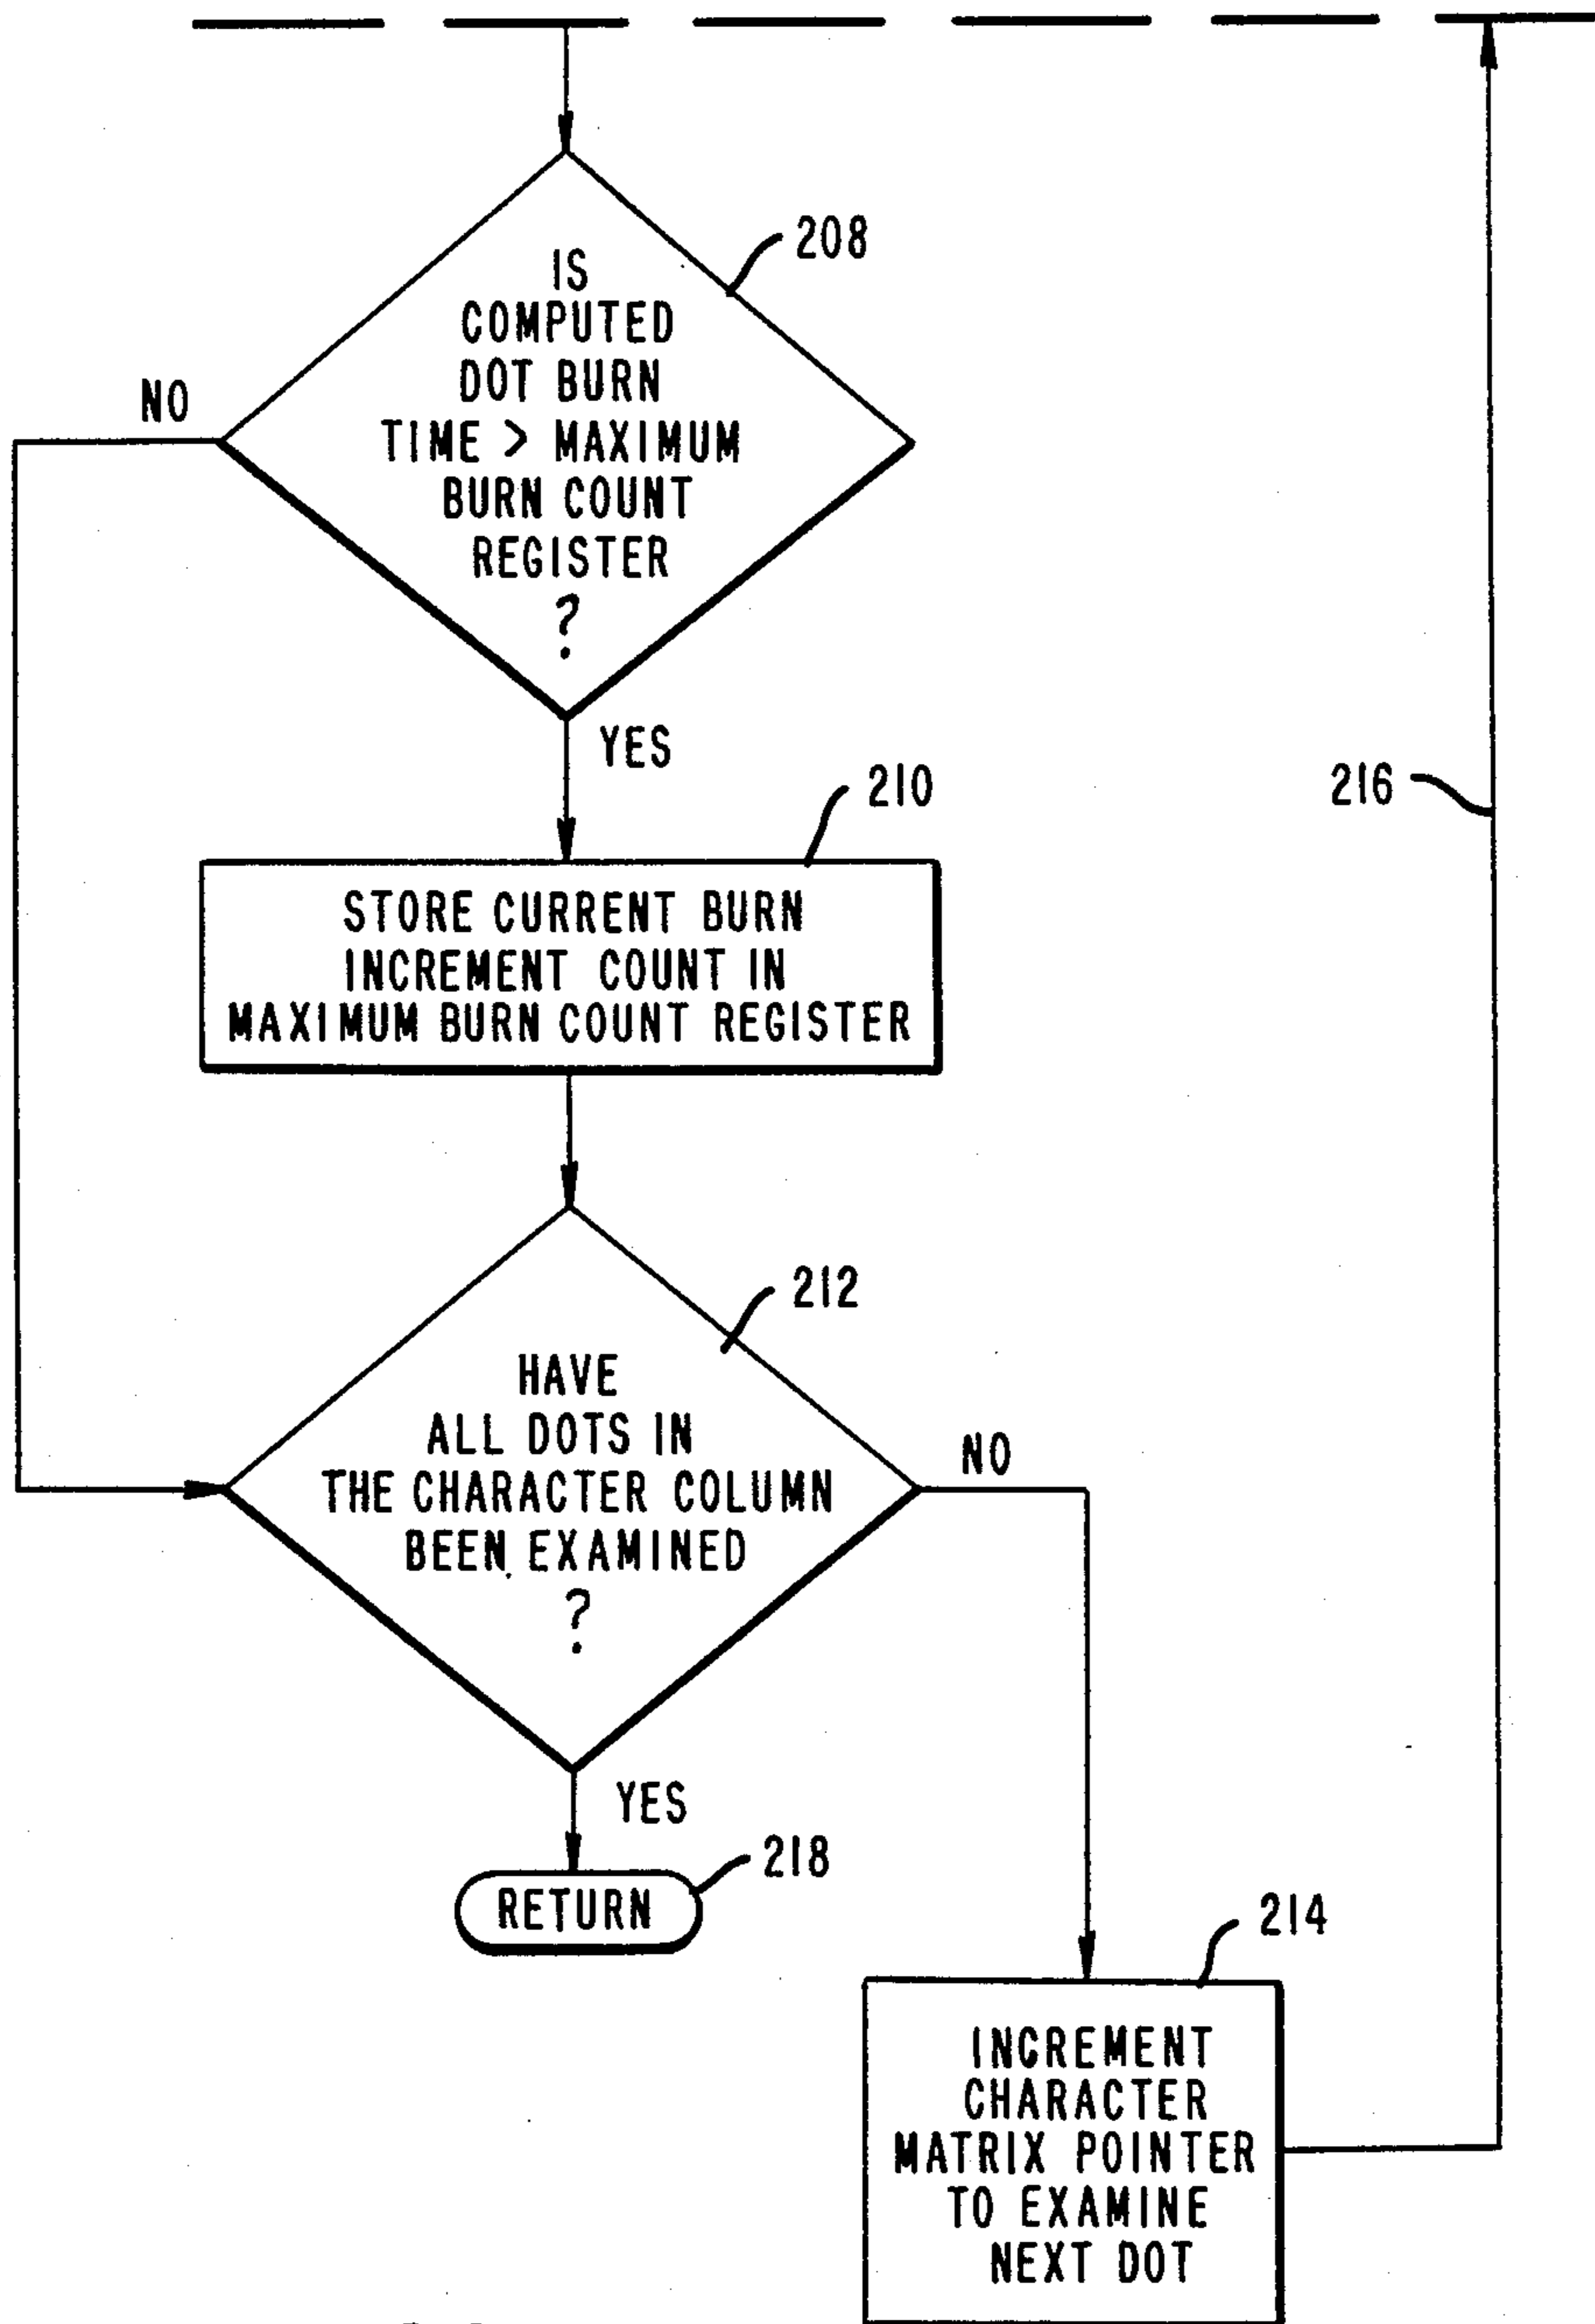 208
IS
COMPUTED
DOT BURN
TIME > MAXIMUM
BURN COUNT
REGISTER
?
NO
YES
210
216
STORE CURRENT BURN
INCREMENT COUNT IN
MAXIMUM BURN COUNT REGISTER
212
HAVE
ALL DOTS IN
THE CHARACTER COLUMN
BEEN EXAMINED
?
NO
YES
218
RETURN
214
INCREMENT
CHARACTER
MATRIX POINTER
TO EXAMINE
NEXT DOT